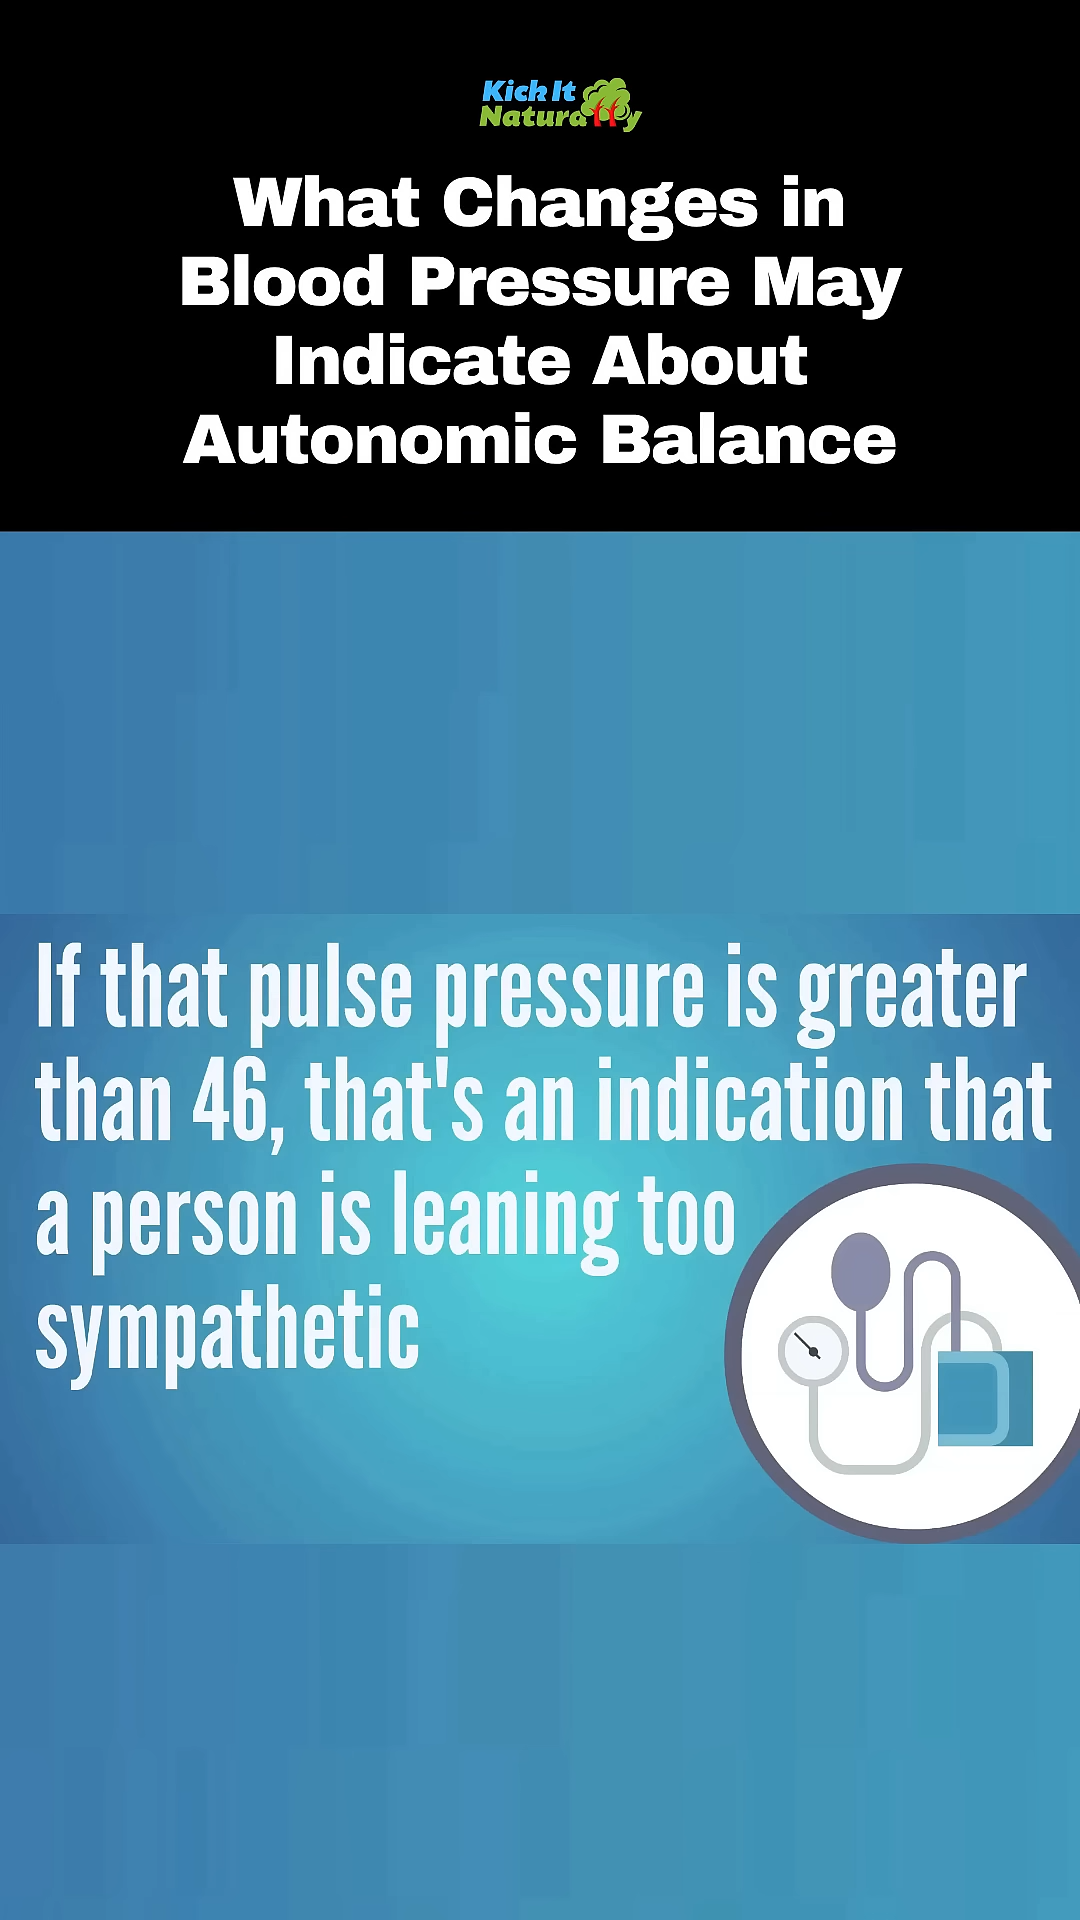 Kick It
Naturally
What Changes in
Blood Pressure May
Indicate About
Autonomic Balance
If that pulse pressure is greater
than 46, that's an indication that
a person is leaning too
sympathetic